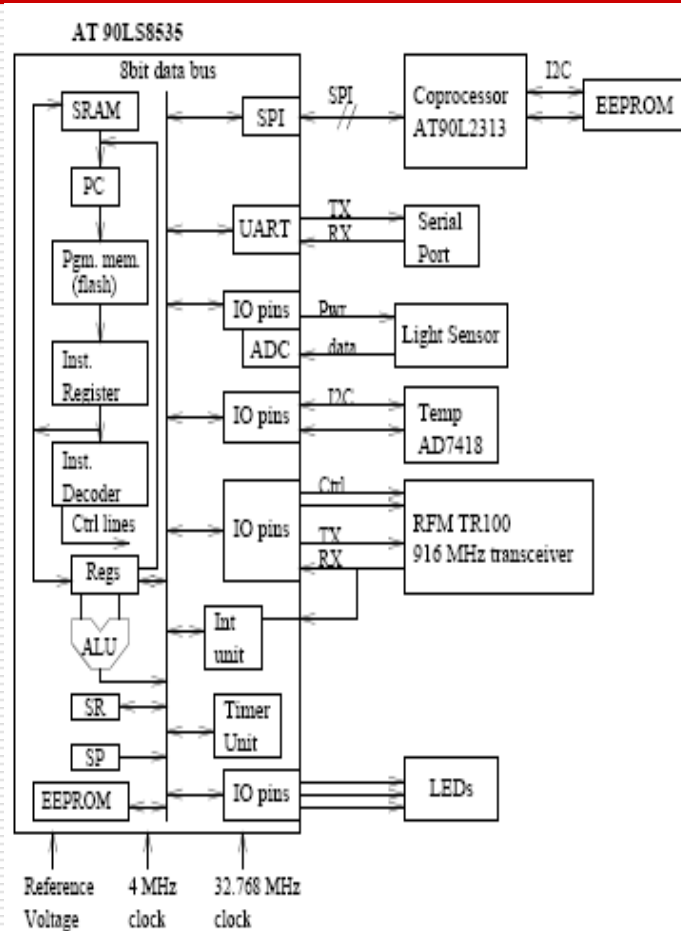 AT 90LS8535
8bit data bus
SRAM
PC
Pgm. mem.
(flash)
Inst.
Register
Inst.
Decoder
Ctrl lines
Regs
ALU
SR
SP
EEPROM
SPI
UART
IO pins
ADC
IO pins
IO pins
Int
unit
Timer
Unit
IO pins
SPI
Coprocessor
AT90L2313
I2C
EEPROM
TX
RX
Serial
Port
Pwr
data
Light Sensor
I2C
Temp
AD7418
Ctrl
TX
RX
RFM TR100
916 MHz transceiver
LEDs
Reference
Voltage
4 MHz
clock
32.768 MHz
clock